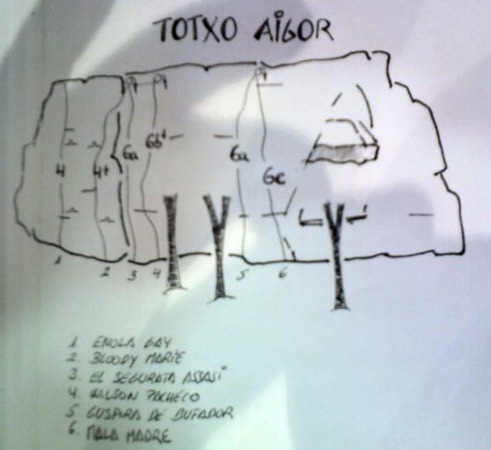 TOTXO AIGOR
4 4+ 6a 6b+ 6a 6c
1 2 3 4 5 6
1. ENOLA GAY
2. BLOODY MARIE
3. EL SEGURATA ASSASÍ
4. WILSON PACHECO
5 GUSPIRA DE BUFADOR
6. MALA MADRE